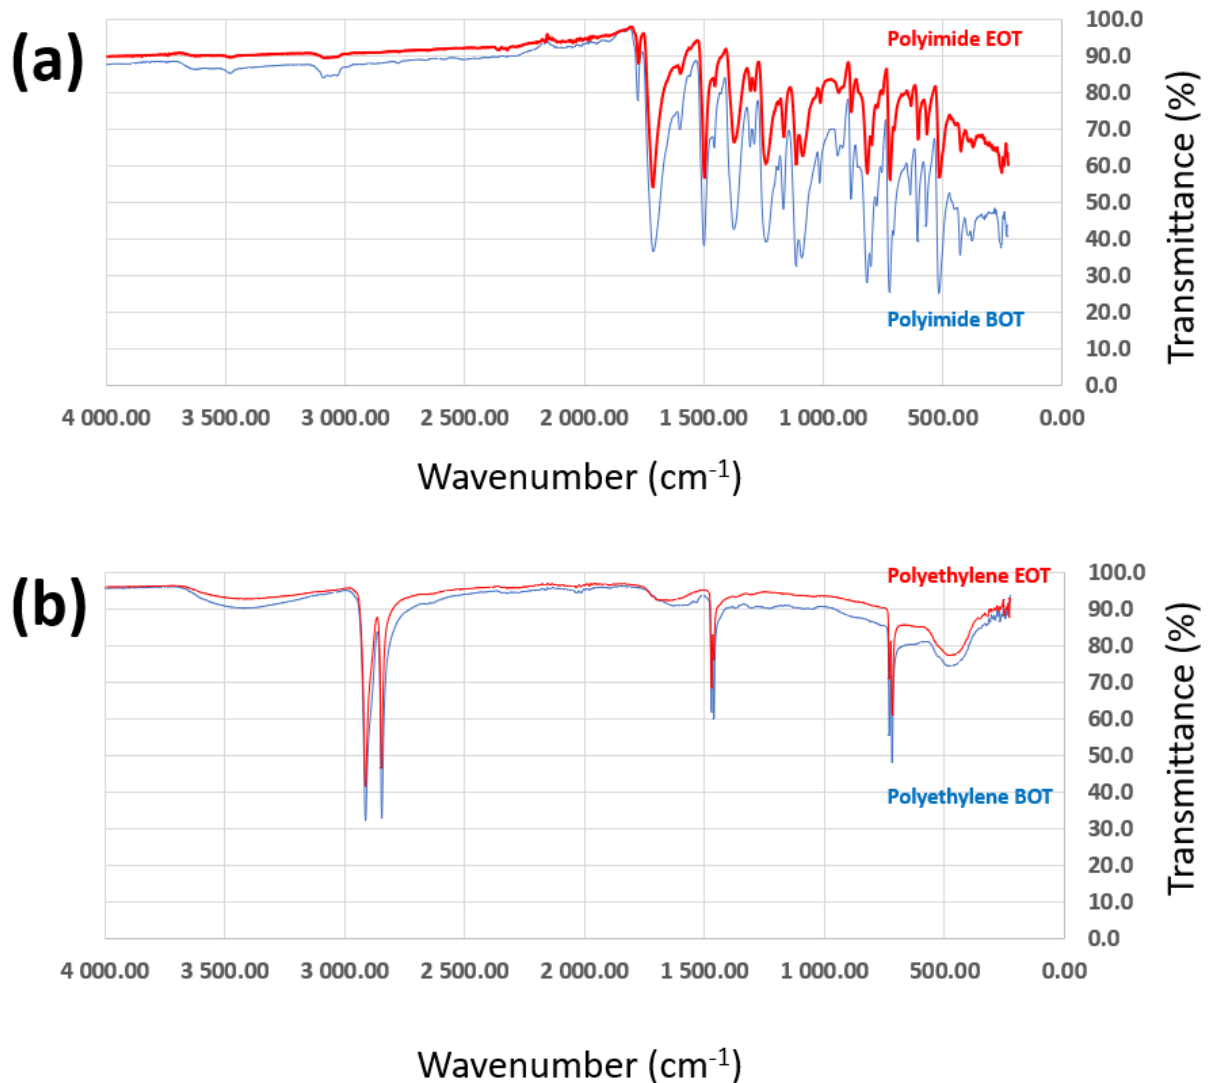 (a)
Polyimide EOT
Polyimide BOT
100.0
90.0
80.0
70.0
60.0
50.0
40.0
30.0
20.0
10.0
0.0
Transmittance (%)
4 000.00 3 500.00 3 000.00 2 500.00 2 000.00 1 500.00 1 000.00 500.00 0.00
Wavenumber (cm⁻¹)
(b)
Polyethylene EOT
Polyethylene BOT
100.0
90.0
80.0
70.0
60.0
50.0
40.0
30.0
20.0
10.0
0.0
Transmittance (%)
4 000.00 3 500.00 3 000.00 2 500.00 2 000.00 1 500.00 1 000.00 500.00 0.00
Wavenumber (cm⁻¹)